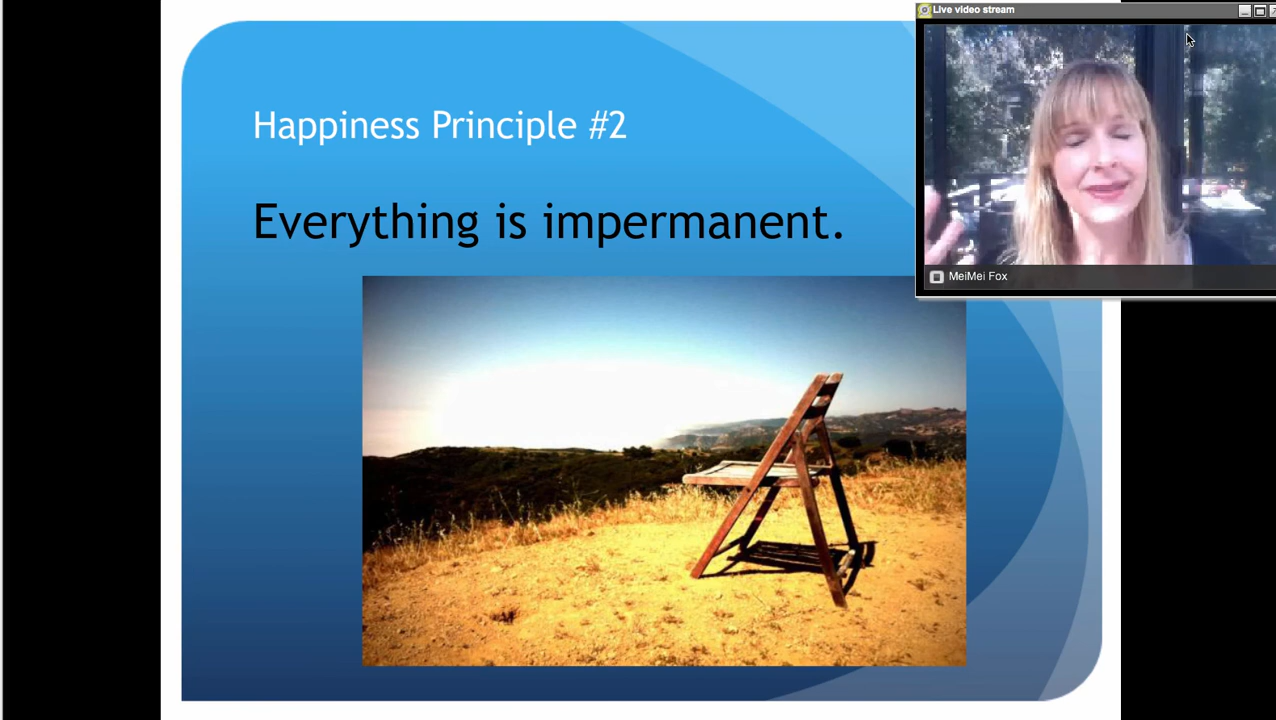 Live video stream
Happiness Principle #2
Everything is impermanent.
MeiMei Fox